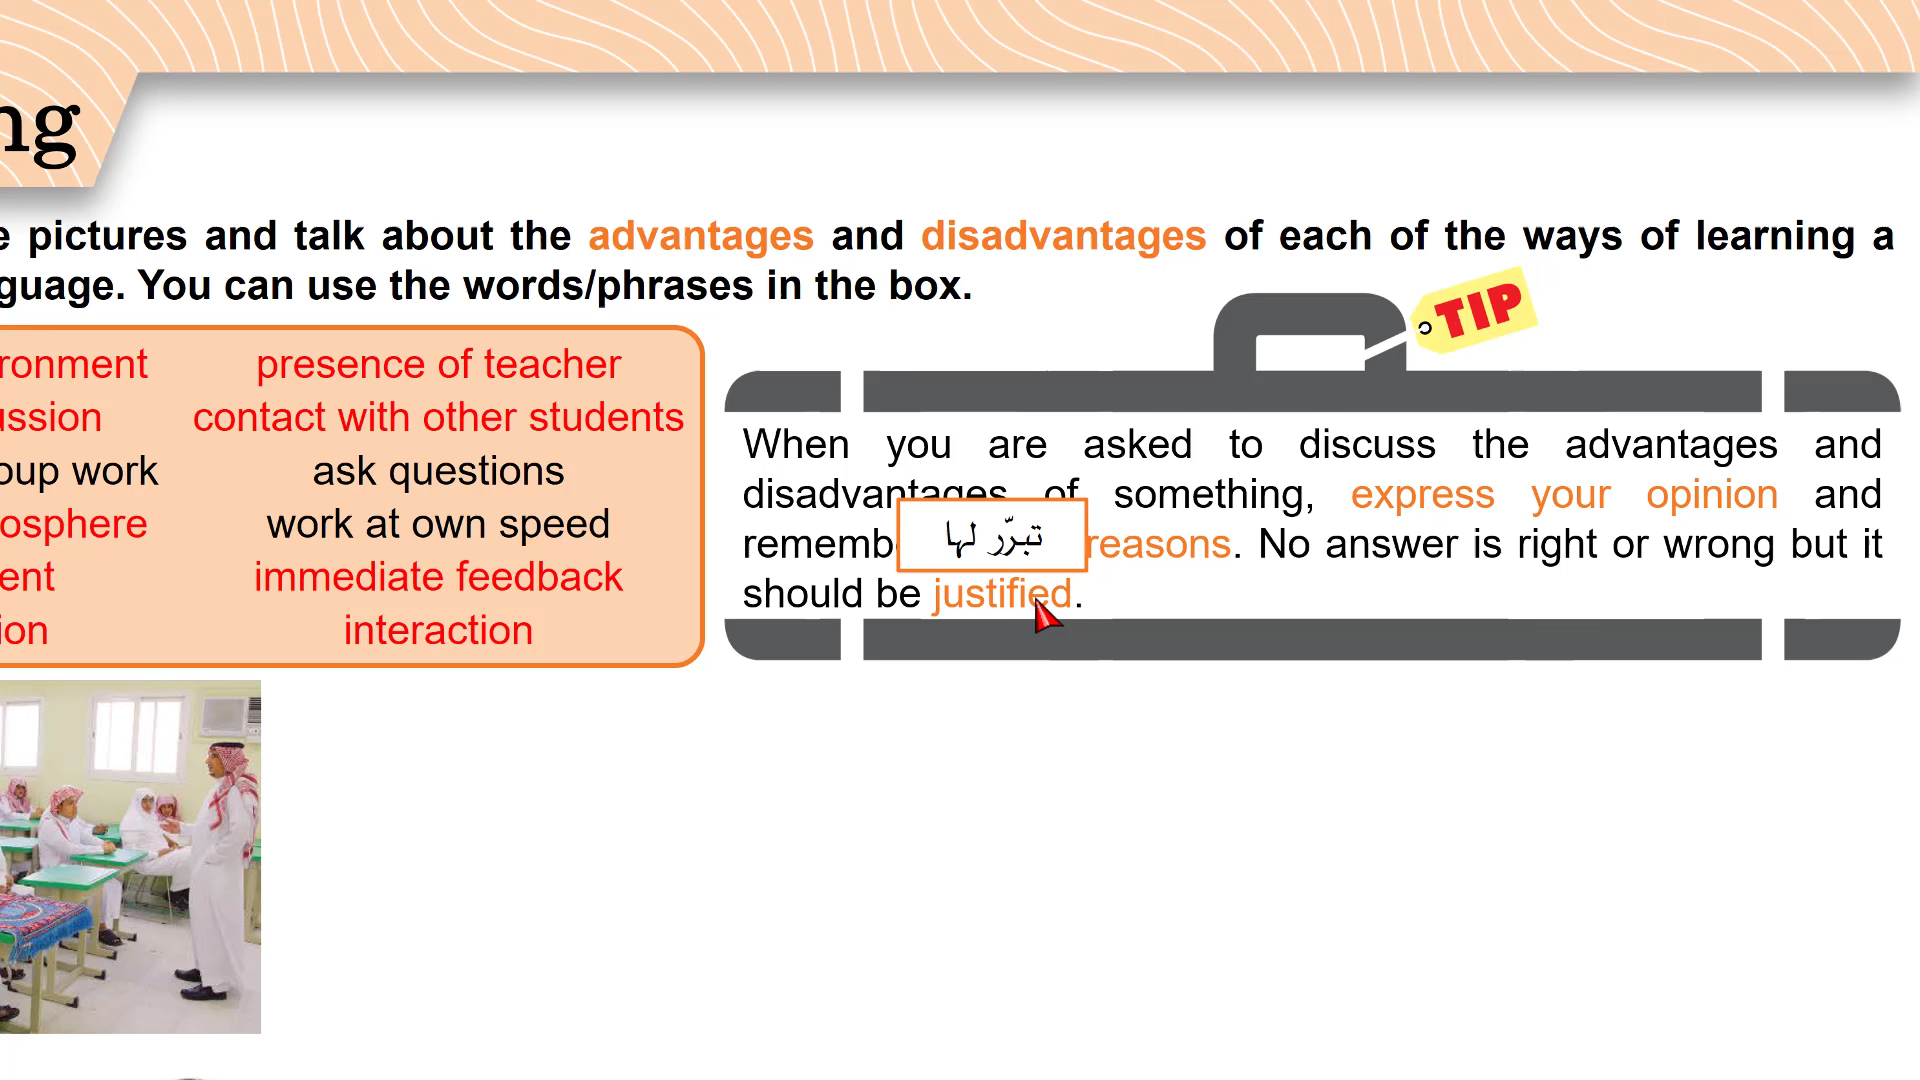 ng
e pictures and talk about the advantages and disadvantages of each of the ways of learning a
guage. You can use the words/phrases in the box.
ronment presence of teacher
ussion contact with other students
oup work ask questions
osphere work at own speed
ent immediate feedback
ion interaction
TIP
When you are asked to discuss the advantages and
disadvantages of something, express your opinion and
rememb reasons. No answer is right or wrong but it
should be justified.
تبرّر لها